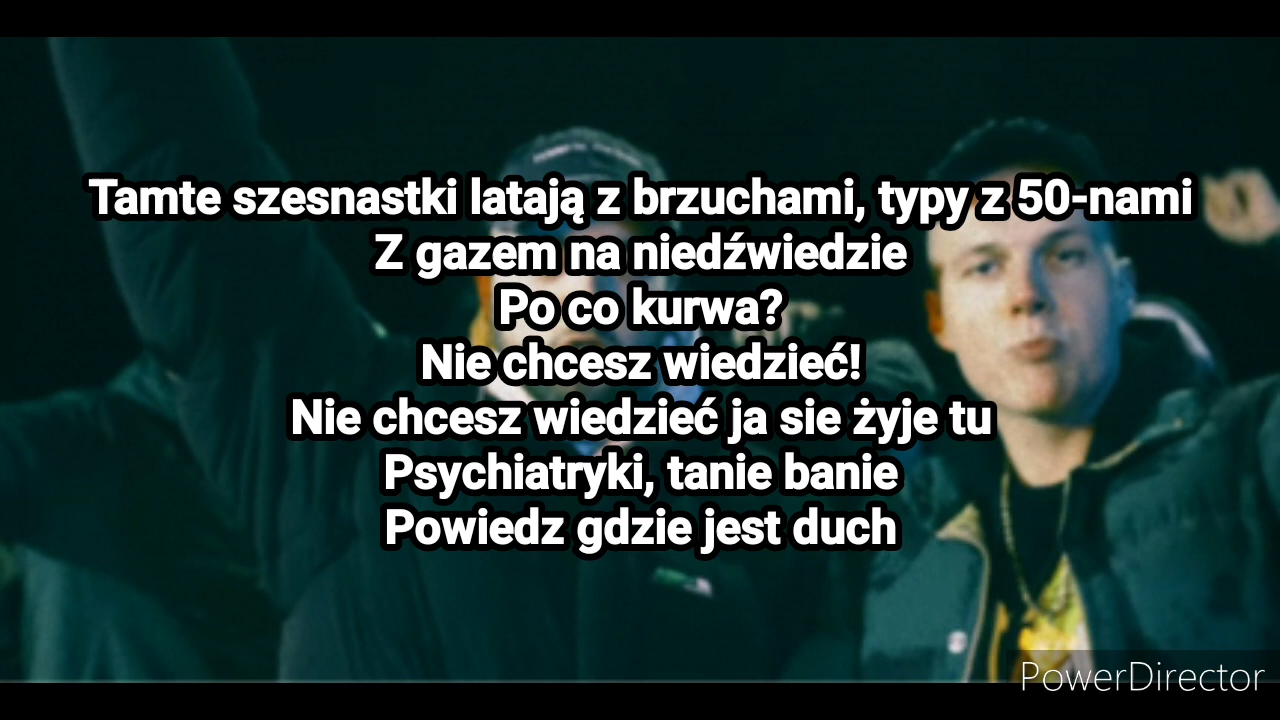 Tamte szesnastki latają z brzuchami, typy z 50-nami
Z gazem na niedźwiedzie
Po co kurwa?
Nie chcesz wiedzieć!
Nie chcesz wiedzieć ja sie żyje tu
Psychiatryki, tanie banie
Powiedz gdzie jest duch
PowerDirector